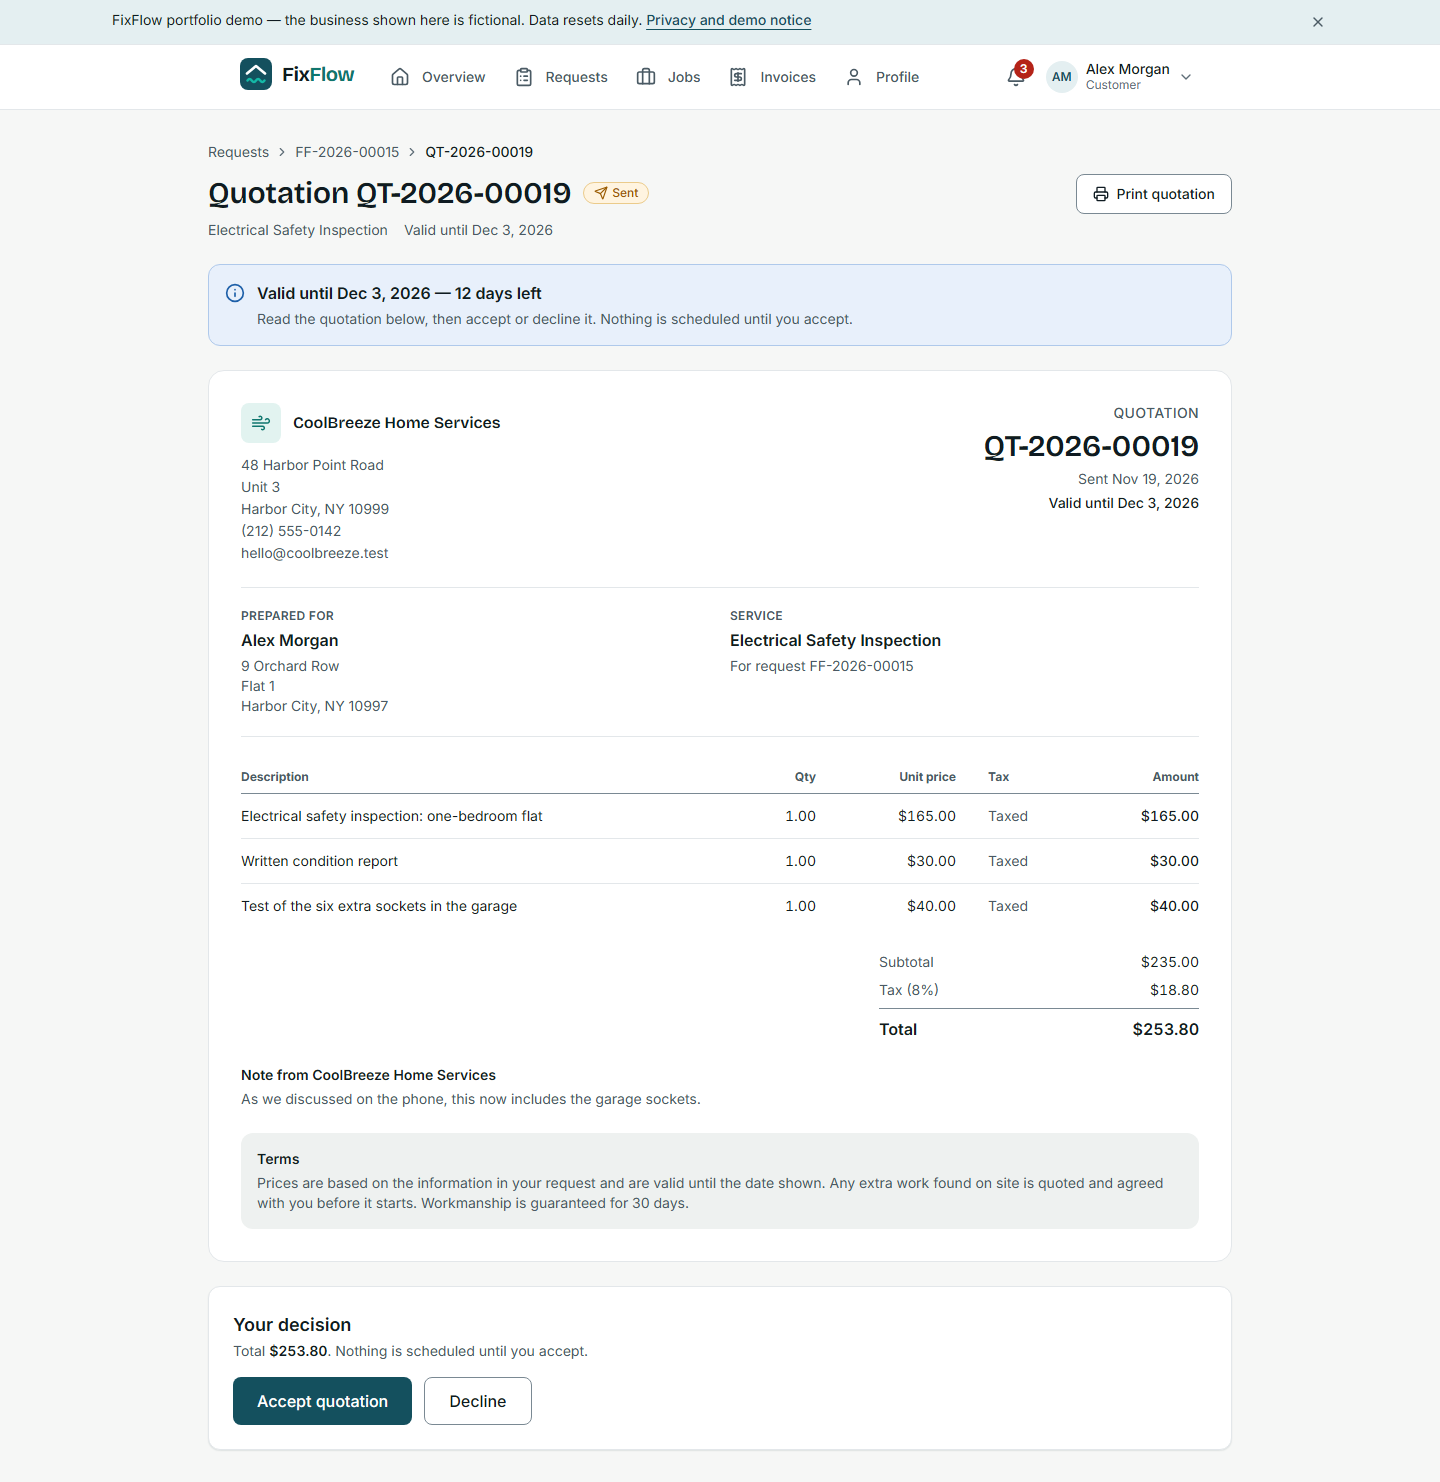 FixFlow portfolio demo — the business shown here is fictional. Data resets daily. Privacy and demo notice
FixFlow
Overview
Requests
Jobs
Invoices
Profile
3
AM
Alex Morgan
Customer
Requests > FF-2026-00015 > QT-2026-00019
Quotation QT-2026-00019
Sent
Print quotation
Electrical Safety Inspection Valid until Dec 3, 2026
Valid until Dec 3, 2026 — 12 days left
Read the quotation below, then accept or decline it. Nothing is scheduled until you accept.
CoolBreeze Home Services
48 Harbor Point Road
Unit 3
Harbor City, NY 10999
(212) 555-0142
hello@coolbreeze.test
QUOTATION
QT-2026-00019
Sent Nov 19, 2026
Valid until Dec 3, 2026
PREPARED FOR
Alex Morgan
9 Orchard Row
Flat 1
Harbor City, NY 10997
SERVICE
Electrical Safety Inspection
For request FF-2026-00015
Description Qty Unit price Tax Amount
Electrical safety inspection: one-bedroom flat 1.00 $165.00 Taxed $165.00
Written condition report 1.00 $30.00 Taxed $30.00
Test of the six extra sockets in the garage 1.00 $40.00 Taxed $40.00
Subtotal $235.00
Tax (8%) $18.80
Total $253.80
Note from CoolBreeze Home Services
As we discussed on the phone, this now includes the garage sockets.
Terms
Prices are based on the information in your request and are valid until the date shown. Any extra work found on site is quoted and agreed
with you before it starts. Workmanship is guaranteed for 30 days.
Your decision
Total $253.80. Nothing is scheduled until you accept.
Accept quotation
Decline